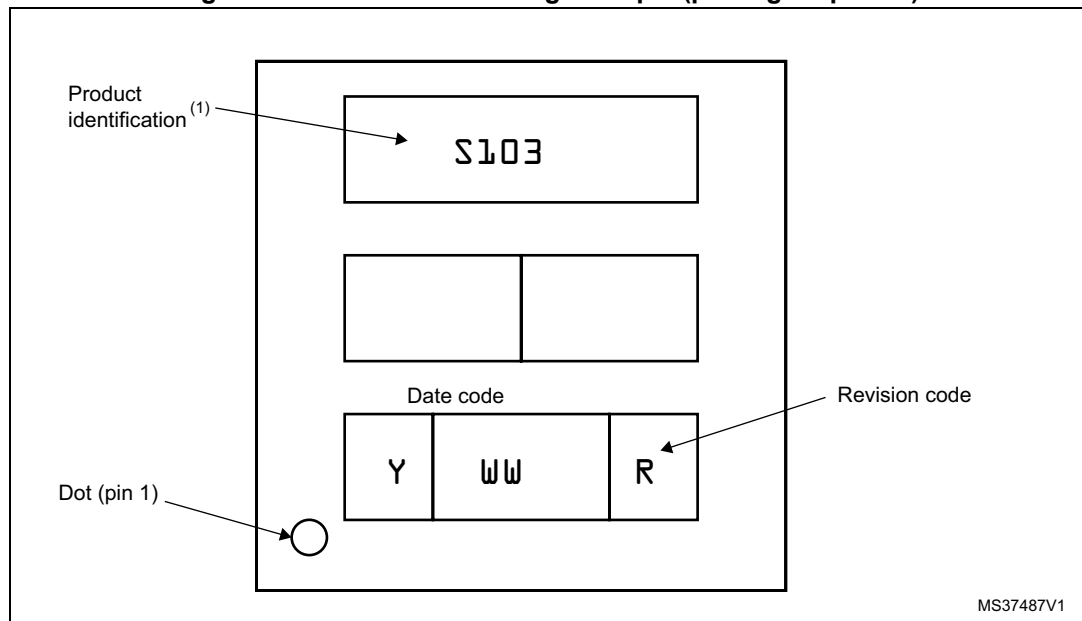 Product
identification (1)
S103
Date code
Y WW R
Revision code
Dot (pin 1)
MS37487V1